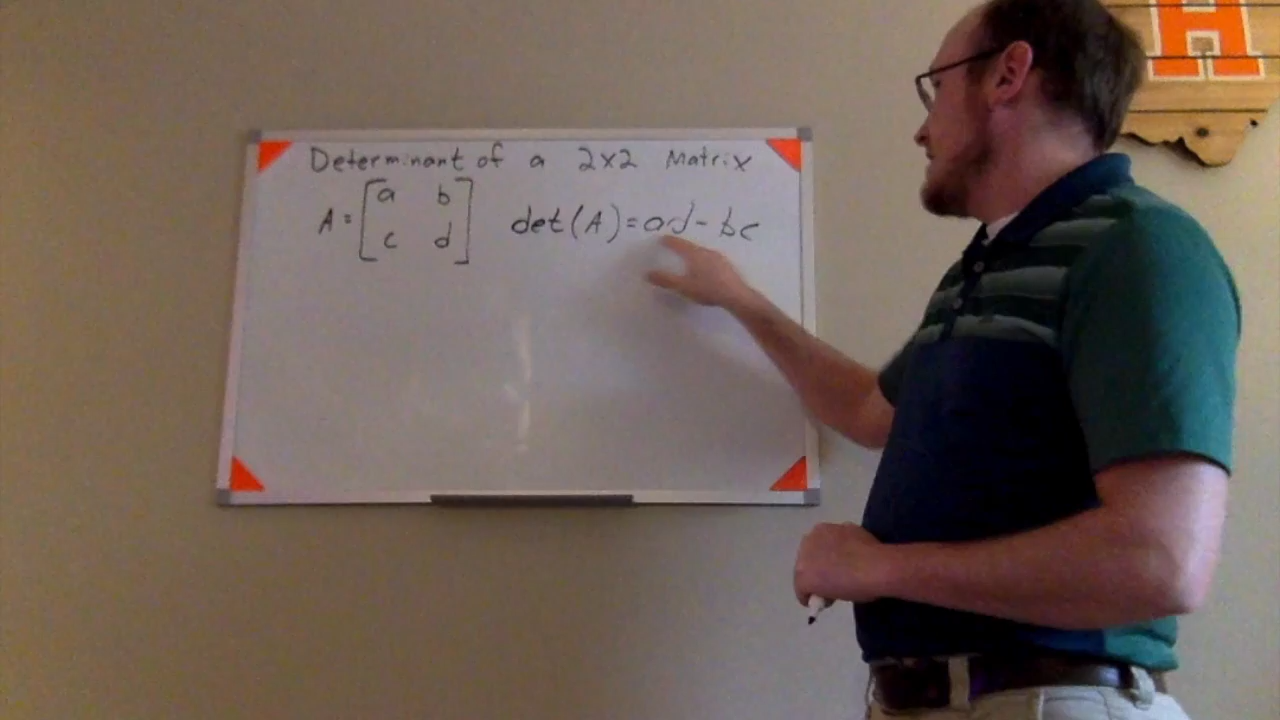 Determinant of a 2x2 Matrix
A = [a b
c d]
det(A) = ad - bc
H